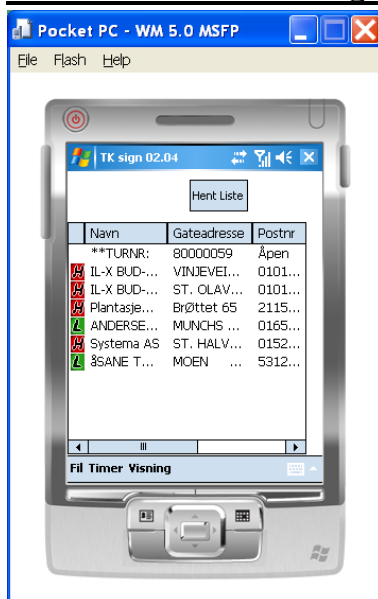 Pocket PC - WM 5.0 MSFP
File Flash Help
TK sign 02.04
Hent Liste
Navn Gateadresse Postnr
**TURNR: 80000059 Åpen
H IL-X BUD-... VINJEVEI... 0101...
H IL-X BUD-... ST. OLAV... 0101...
H Plantasje... BrØttet 65 2115...
L ANDERSE... MUNCHS ... 0165...
H Systema AS ST. HALV... 0152...
L åSANE T... MOEN ... 5312...
Fil Timer Visning